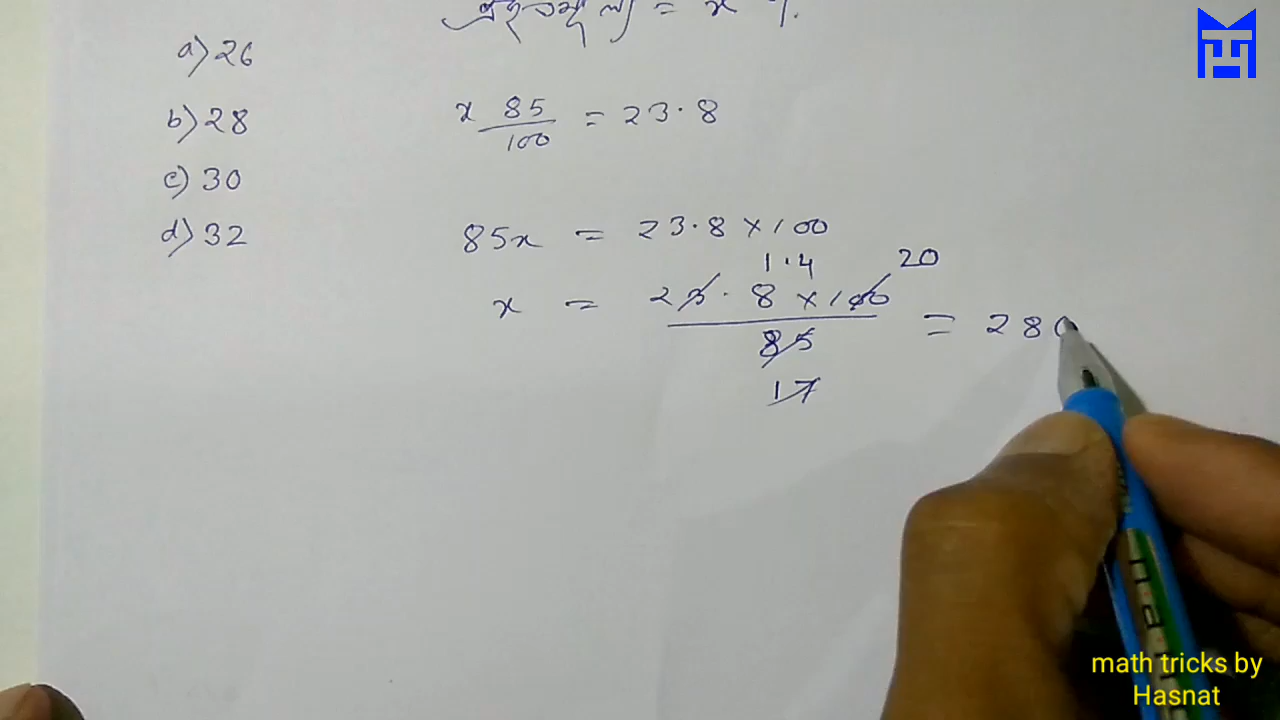 = x
a) 26
b) 28
c) 30
d) 32
x 85/100 = 23.8
85x = 23.8 × 100
1.4 20
x = 23.8 × 100 / 85 = 280
17
math tricks by
Hasnat